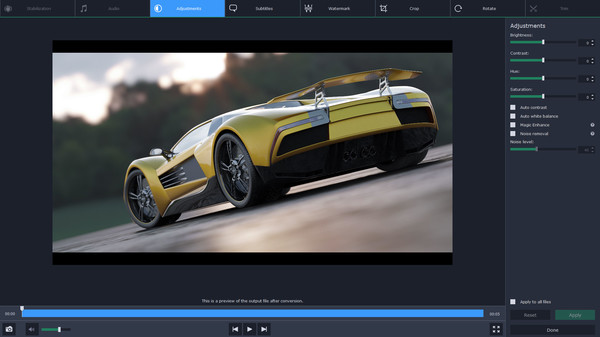 Stabilization
Audio
Adjustments
Subtitles
Watermark
Crop
Rotate
Trim
Adjustments
Brightness:
0
Contrast:
0
Hue:
0
Saturation:
0
Auto contrast
Auto white balance
Magic Enhance
Noise removal
Noise level:
This is a preview of the output file after conversion.
Apply to all files
00:00
00:03
Reset
Apply
Done